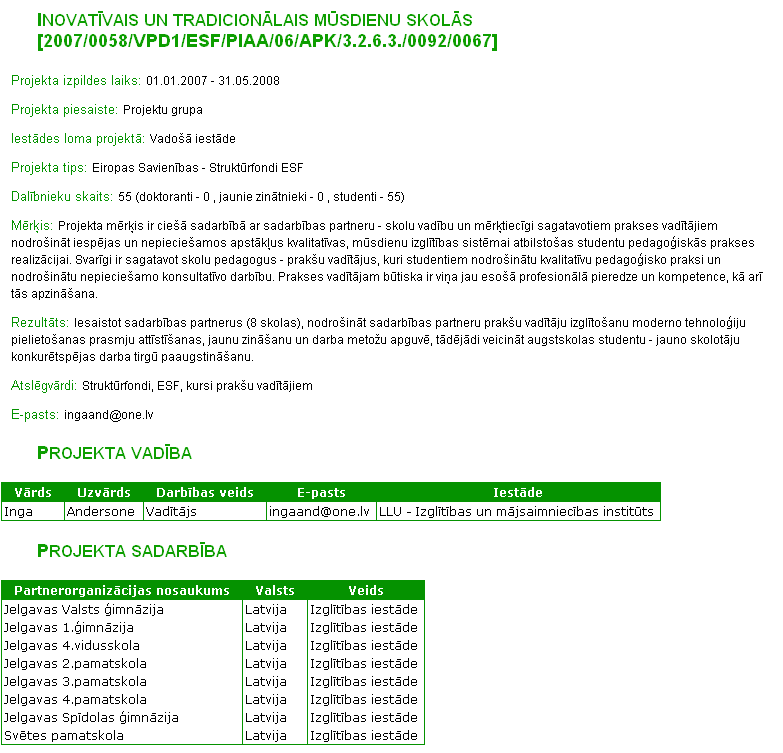 INOVATĪVAIS UN TRADICIONĀLAIS MŪSDIENU SKOLĀS
[2007/0058/VPD1/ESF/PIAA/06/APK/3.2.6.3./0092/0067]
Projekta izpildes laiks: 01.01.2007 - 31.05.2008
Projekta piesaiste: Projektu grupa
Iestādes loma projektā: Vadošā iestāde
Projekta tips: Eiropas Savienības - Struktūrfondi ESF
Dalībnieku skaits: 55 (doktoranti - 0 , jaunie zinātnieki - 0 , studenti - 55)
Mērķis: Projekta mērķis ir ciešā sadarbībā ar sadarbības partneru - skolu vadību un mērķtiecīgi sagatavotiem prakses vadītājiem
nodrošināt iespējas un nepieciešamos apstākļus kvalitatīvas, mūsdienu izglītības sistēmai atbilstošas studentu pedagoģiskās prakses
realizācijai. Svarīgi ir sagatavot skolu pedagogus - prakšu vadītājus, kuri studentiem nodrošinātu kvalitatīvu pedagoģisko praksi un
nodrošinātu nepieciešamo konsultatīvo darbību. Prakses vadītājam būtiska ir viņa jau esošā profesionālā pieredze un kompetence, kā arī
tās apzināšana.
Rezultāts: Iesaistot sadarbības partnerus (8 skolas), nodrošināt sadarbības partneru prakšu vadītāju izglītošanu moderno tehnoloģiju
pielietošanas prasmju attīstīšanas, jaunu zināšanu un darba metožu apguvē, tādējādi veicināt augstskolas studentu - jauno skolotāju
konkurētspējas darba tirgū paaugstināšanu.
Atslēgvārdi: Struktūrfondi, ESF, kursi prakšu vadītājiem
E-pasts: ingaand@one.lv
PROJEKTA VADĪBA
Vārds Uzvārds Darbības veids E-pasts Iestāde
Inga Andersone Vadītājs ingaand@one.lv LLU - Izglītības un mājsaimniecības institūts
PROJEKTA SADARBĪBA
Partnerorganizācijas nosaukums Valsts Veids
Jelgavas Valsts ģimnāzija Latvija Izglītības iestāde
Jelgavas 1.ģimnāzija Latvija Izglītības iestāde
Jelgavas 4.vidusskola Latvija Izglītības iestāde
Jelgavas 2.pamatskola Latvija Izglītības iestāde
Jelgavas 3.pamatskola Latvija Izglītības iestāde
Jelgavas 4.pamatskola Latvija Izglītības iestāde
Jelgavas Spīdolas ģimnāzija Latvija Izglītības iestāde
Svētes pamatskola Latvija Izglītības iestāde